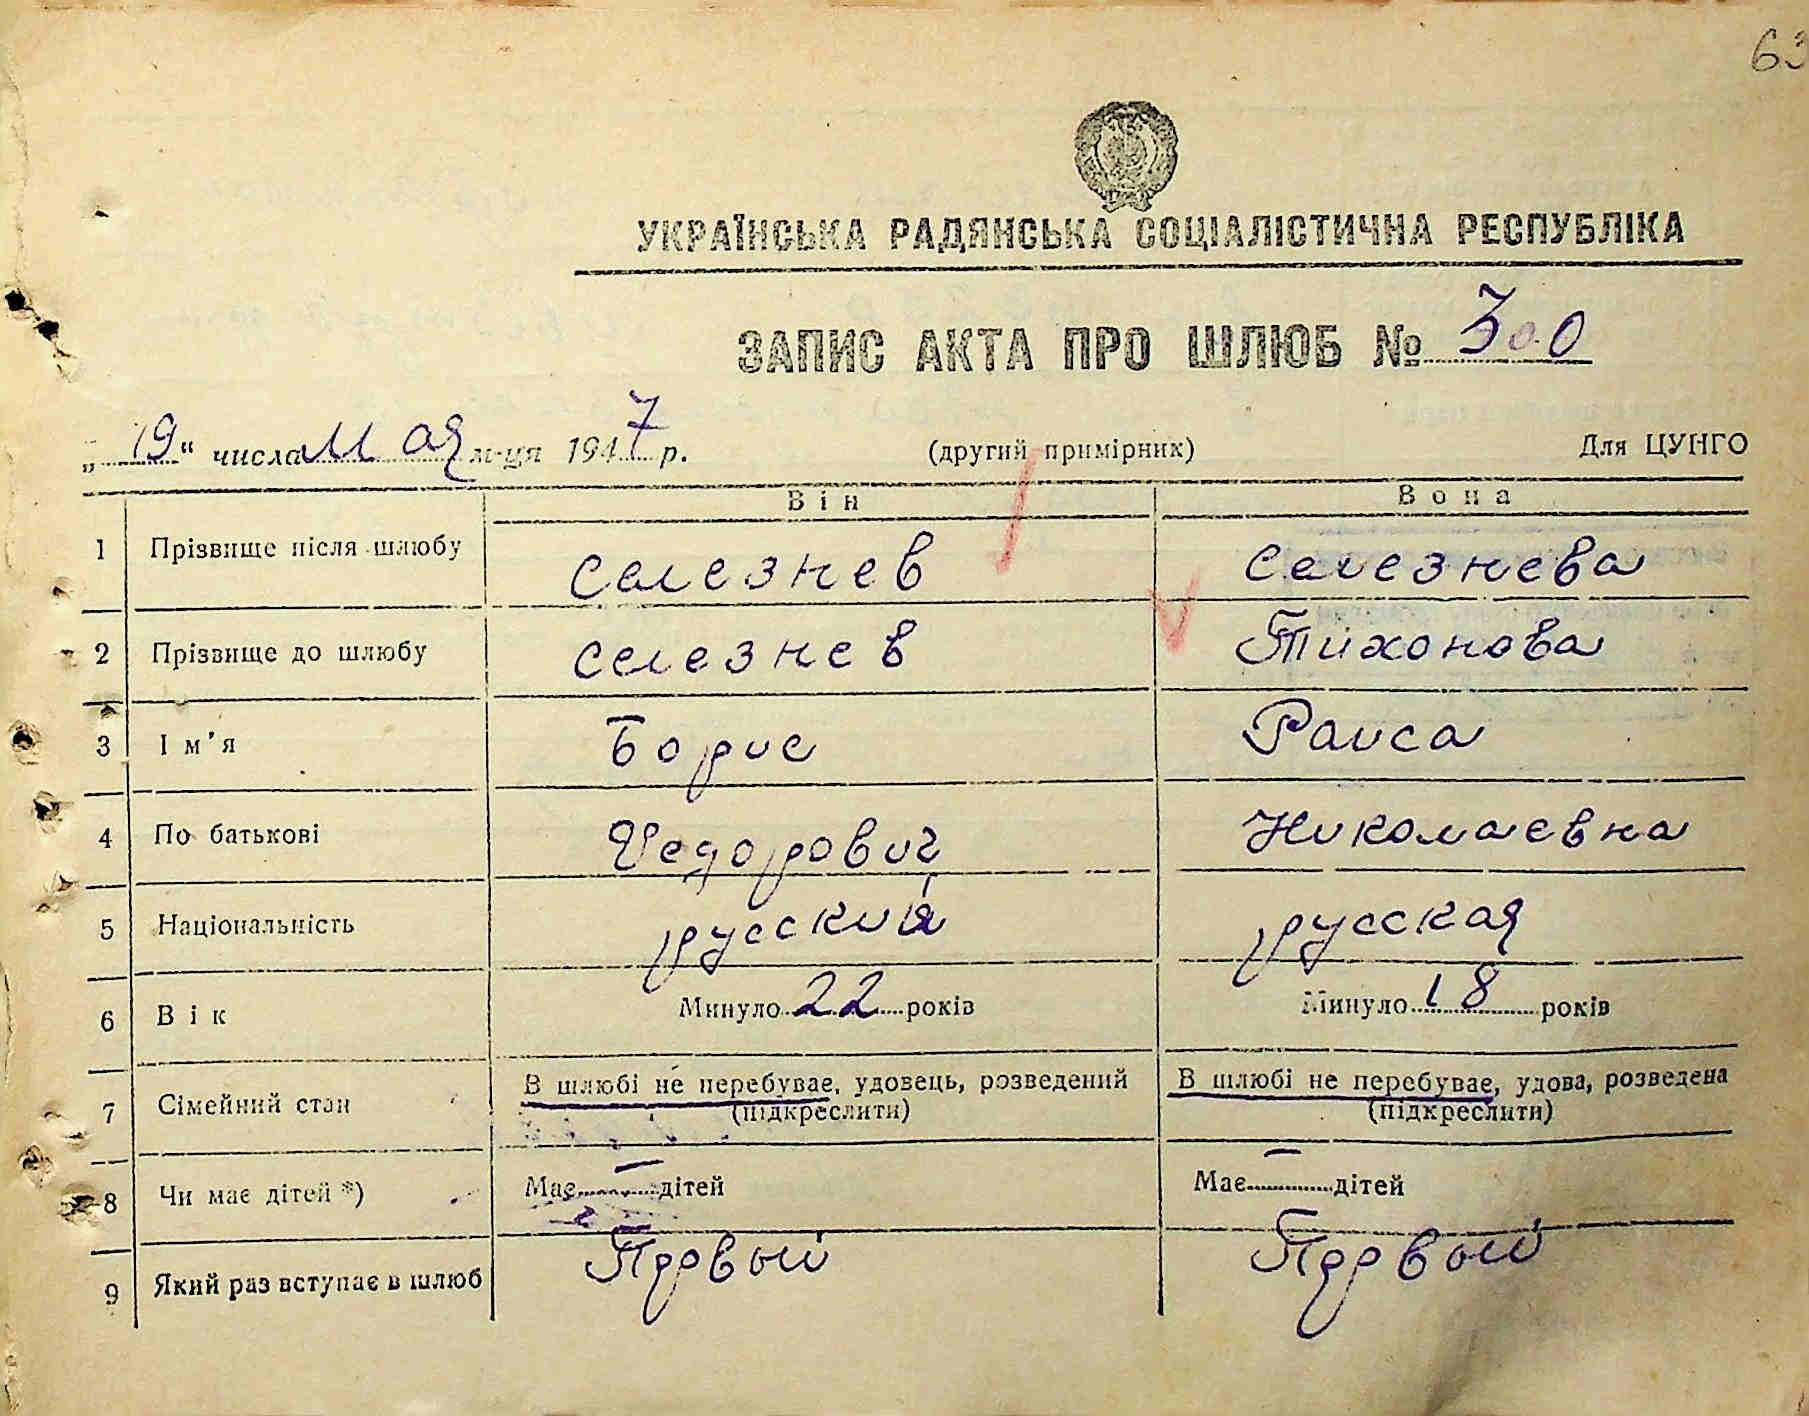 63
УКРАЇНСЬКА РАДЯНСЬКА СОЦІАЛІСТИЧНА РЕСПУБЛІКА
ЗАПИС АКТА ПРО ШЛЮБ № 300
„19“ числа Мая м-ця 1947 р. (другий примірник) Для ЦУНГО
Він Вона
1 Прізвище після шлюбу Селезнев Селезнева
2 Прізвище до шлюбу Селезнев Тихонова
3 Ім'я Борис Раиса
4 По батькові Федорович Николаевна
5 Національність русский русская
6 Вік Минуло 22 років Минуло 18 років
7 Сімейний стан В шлюбі не перебуває, удовець, розведений В шлюбі не перебуває, удова, розведена
(підкреслити) (підкреслити)
8 Чи має дітей *) Має — дітей Має — дітей
9 Який раз вступає в шлюб Первый Первый